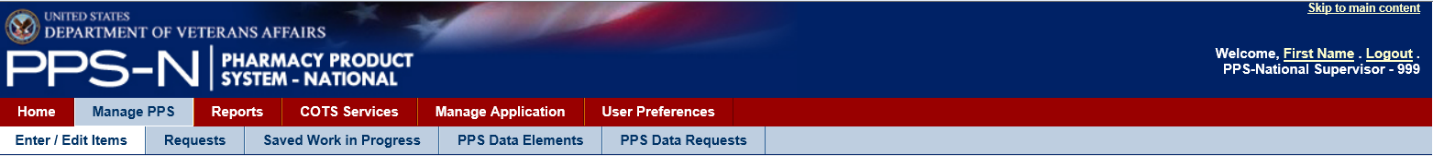 Skip to main content
UNITED STATES
DEPARTMENT OF VETERANS AFFAIRS
PPS-N PHARMACY PRODUCT
SYSTEM - NATIONAL
Welcome, First Name . Logout .
PPS-National Supervisor - 999
Home Manage PPS Reports COTS Services Manage Application User Preferences
Enter / Edit Items Requests Saved Work in Progress PPS Data Elements PPS Data Requests